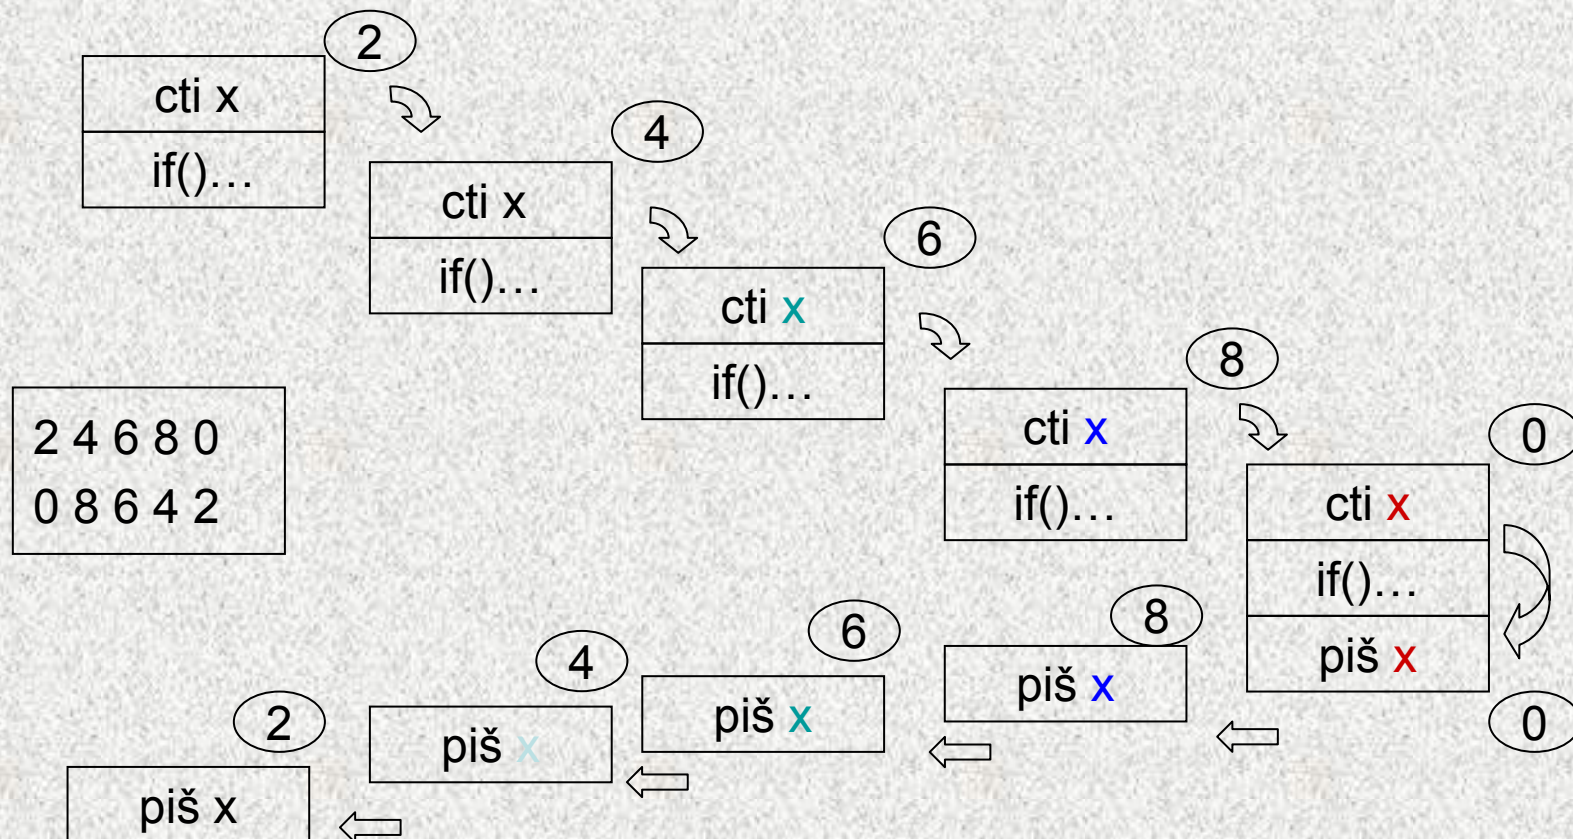 2
cti x
if()…
4
cti x
if()…
6
cti x
if()…
8
cti x
if()…
0
cti x
if()…
piš x
0
2 4 6 8 0
0 8 6 4 2
8
piš x
6
piš x
4
piš x
2
piš x